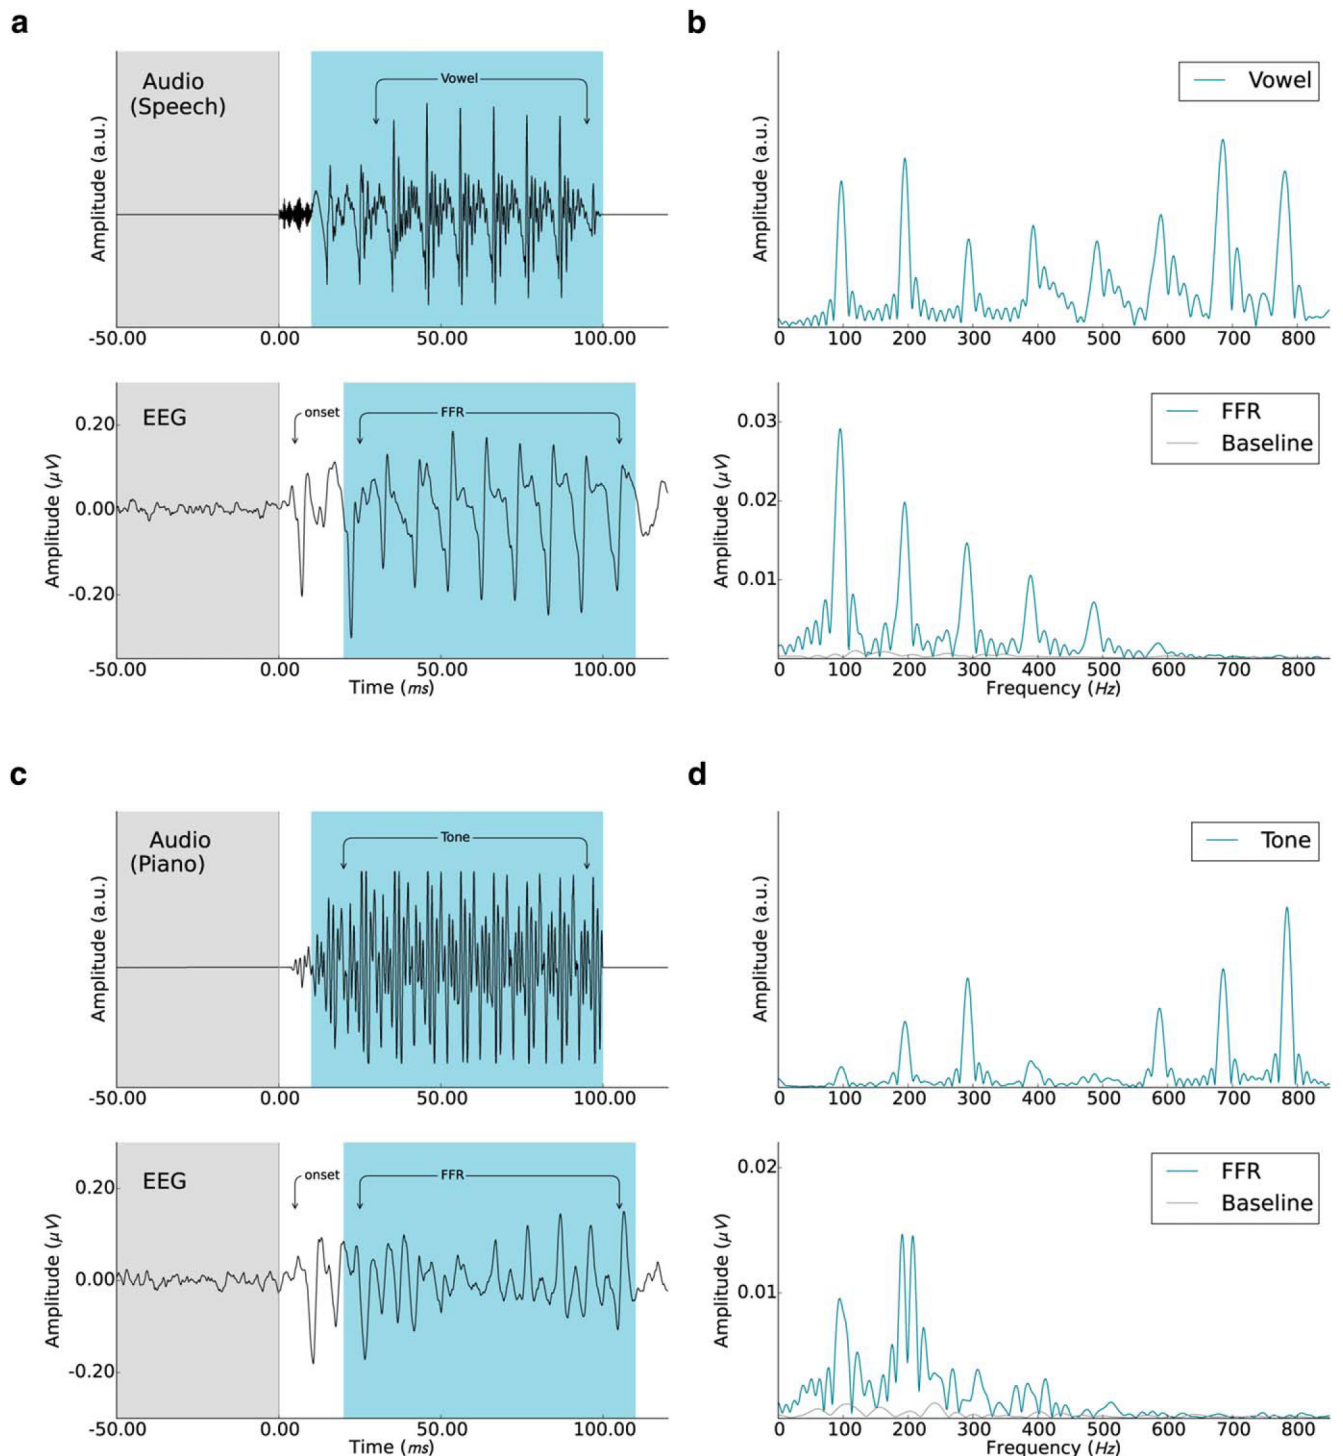 a
Audio
(Speech)
Vowel
Amplitude (a.u.)
-50.00 0.00 50.00 100.00
EEG
onset
FFR
0.20
0.00
-0.20
Amplitude (μV)
-50.00 0.00 50.00 100.00
Time (ms)
b
Vowel
Amplitude (a.u.)
0 100 200 300 400 500 600 700 800
FFR
Baseline
0.03
0.02
0.01
Amplitude (μV)
0 100 200 300 400 500 600 700 800
Frequency (Hz)
c
Audio
(Piano)
Tone
Amplitude (a.u.)
-50.00 0.00 50.00 100.00
EEG
onset
FFR
0.20
0.00
-0.20
Amplitude (μV)
-50.00 0.00 50.00 100.00
Time (ms)
d
Tone
Amplitude (a.u.)
0 100 200 300 400 500 600 700 800
FFR
Baseline
0.02
0.01
Amplitude (μV)
0 100 200 300 400 500 600 700 800
Frequency (Hz)